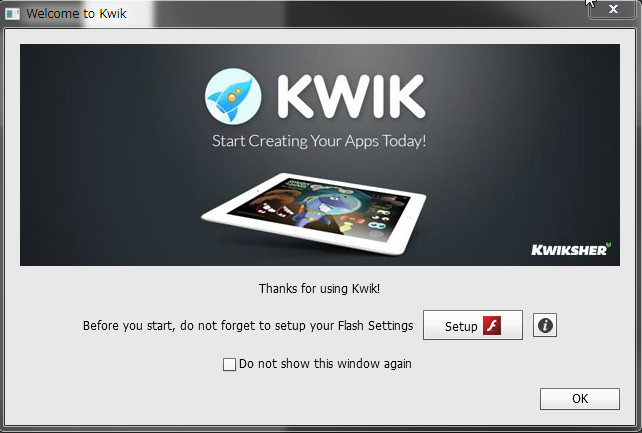 Welcome to Kwik
KWIK
Start Creating Your Apps Today!
KWIKSHER
Thanks for using Kwik!
Before you start, do not forget to setup your Flash Settings
Setup
Do not show this window again
OK